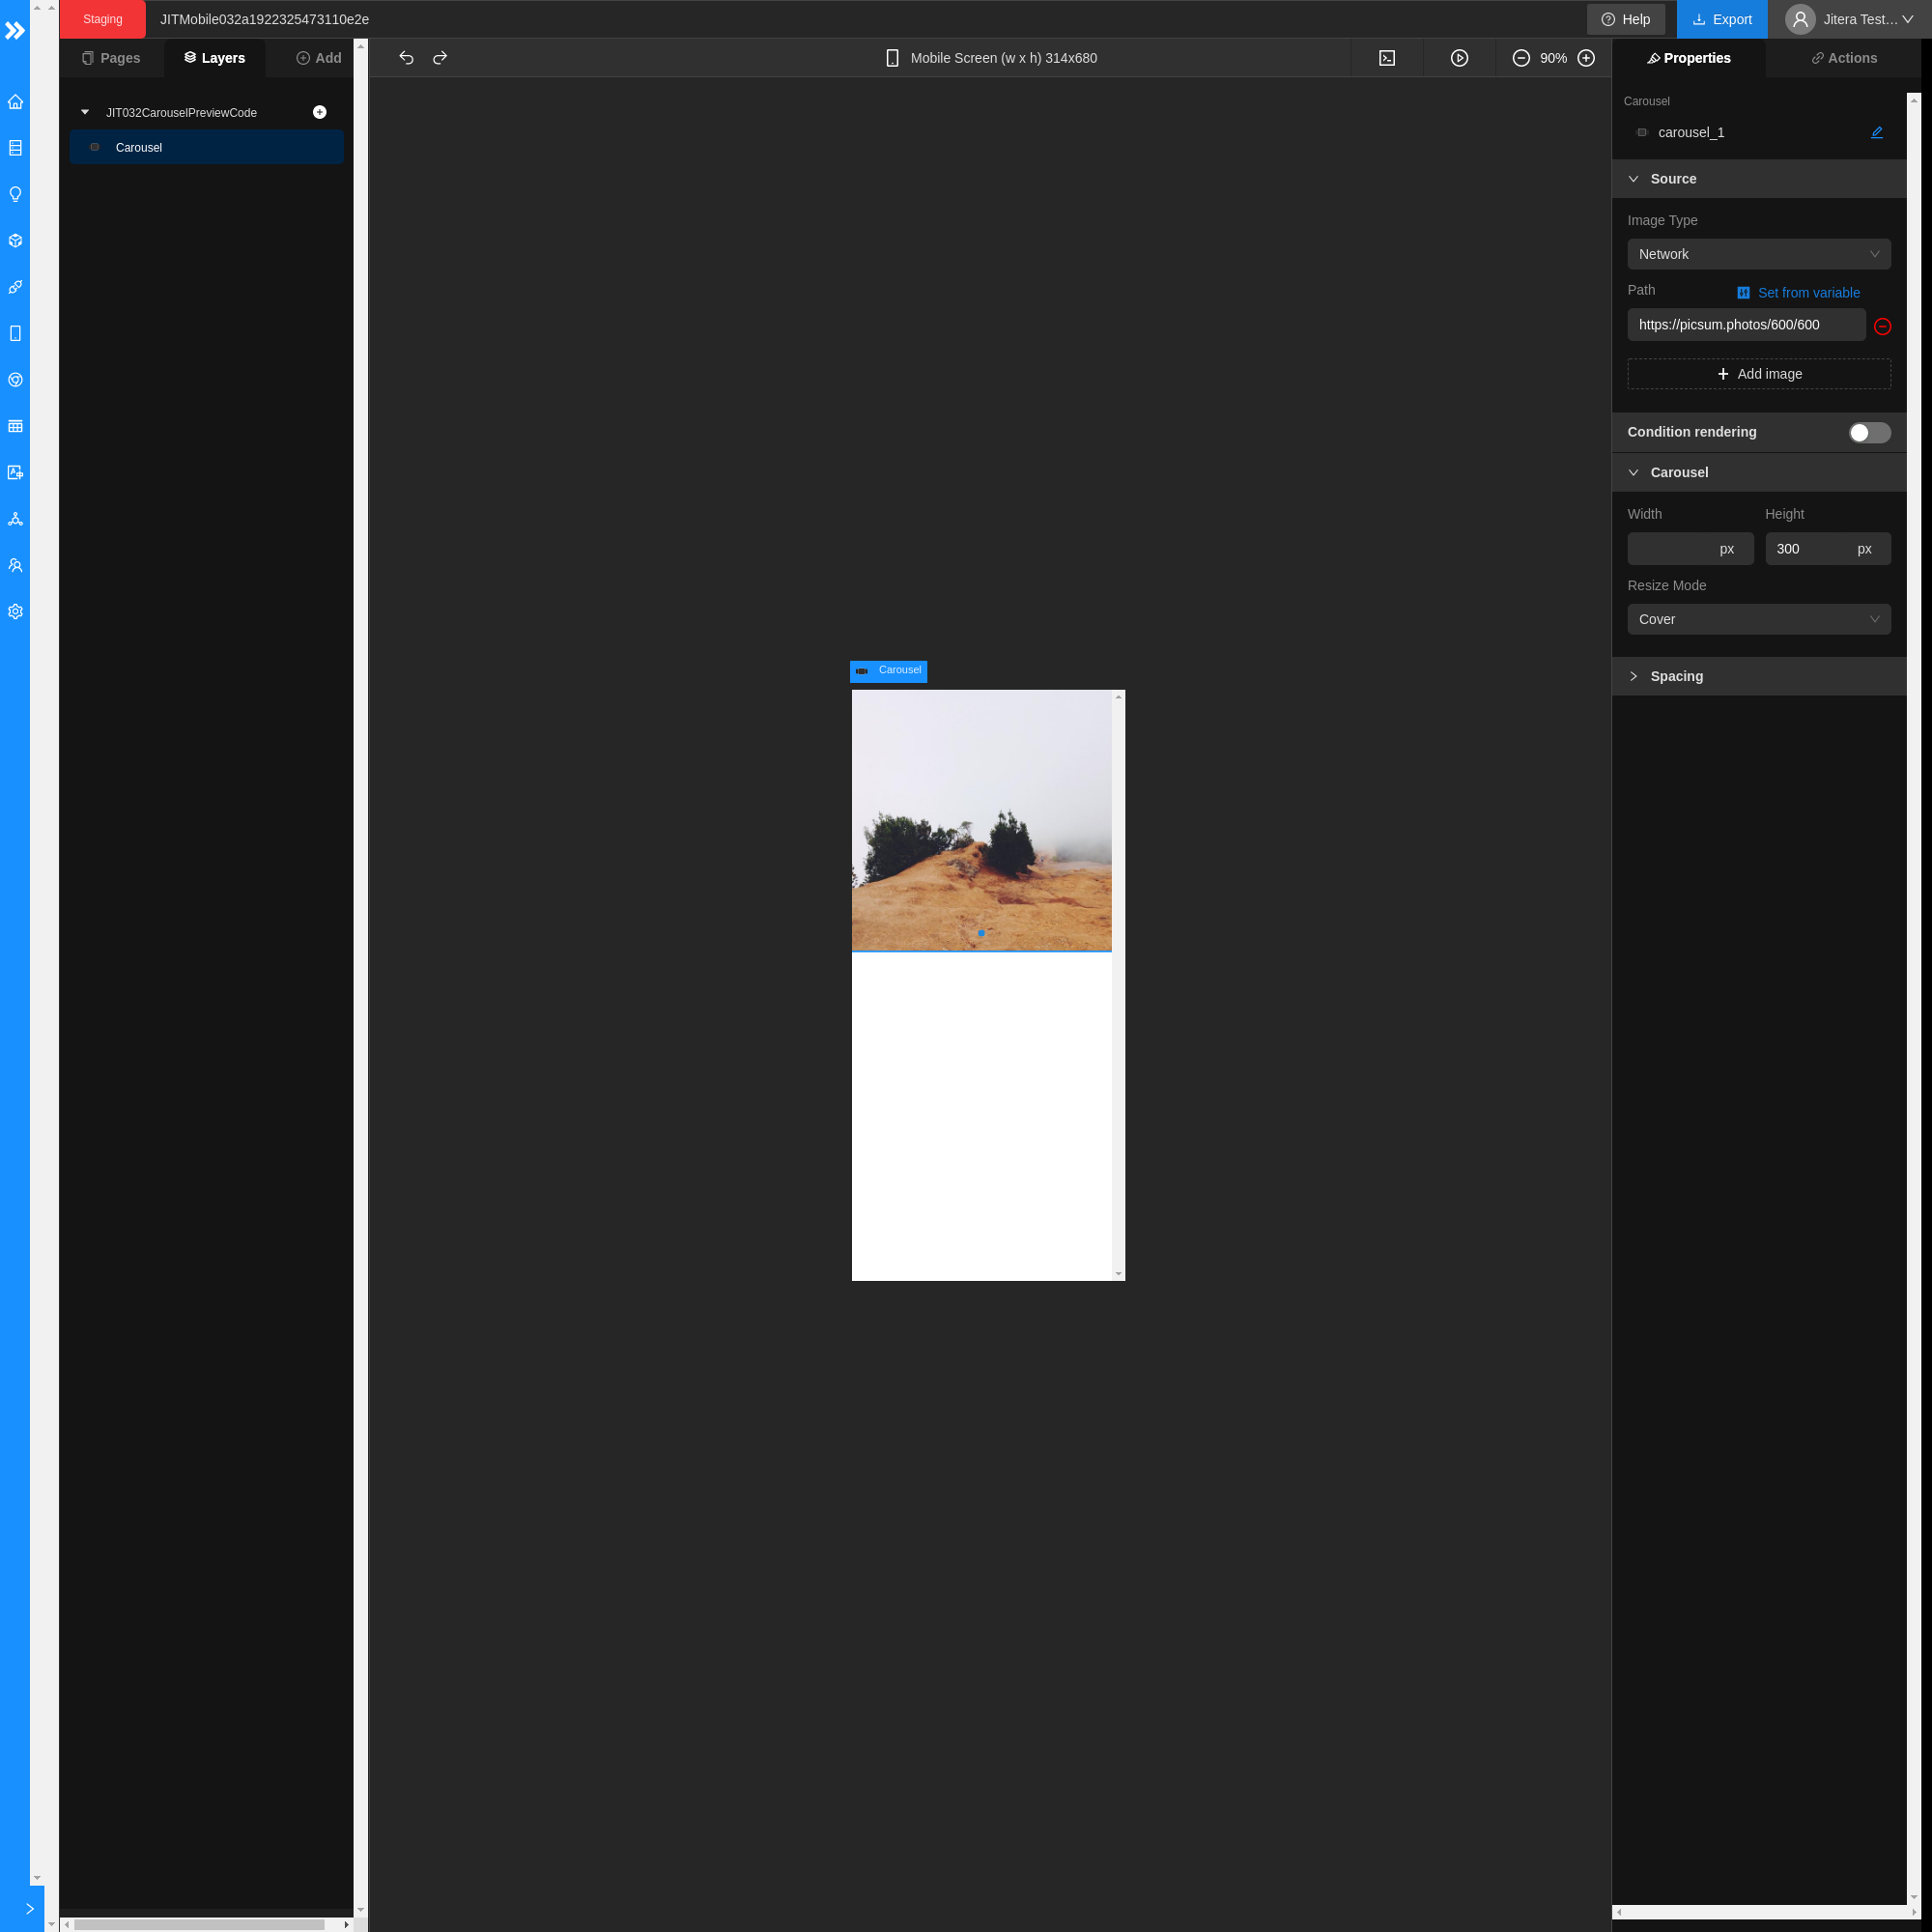 Staging
JITMobile032a1922325473110e2e
Help
Export
Jitera Test...
Pages
Layers
Add
Mobile Screen (w x h) 314x680
90%
Properties
Actions
JIT032CarouselPreviewCode
Carousel
Carousel
carousel_1
Source
Image Type
Network
Path
Set from variable
https://picsum.photos/600/600
Add image
Condition rendering
Carousel
Width
Height
px
300
px
Resize Mode
Cover
Spacing
Carousel